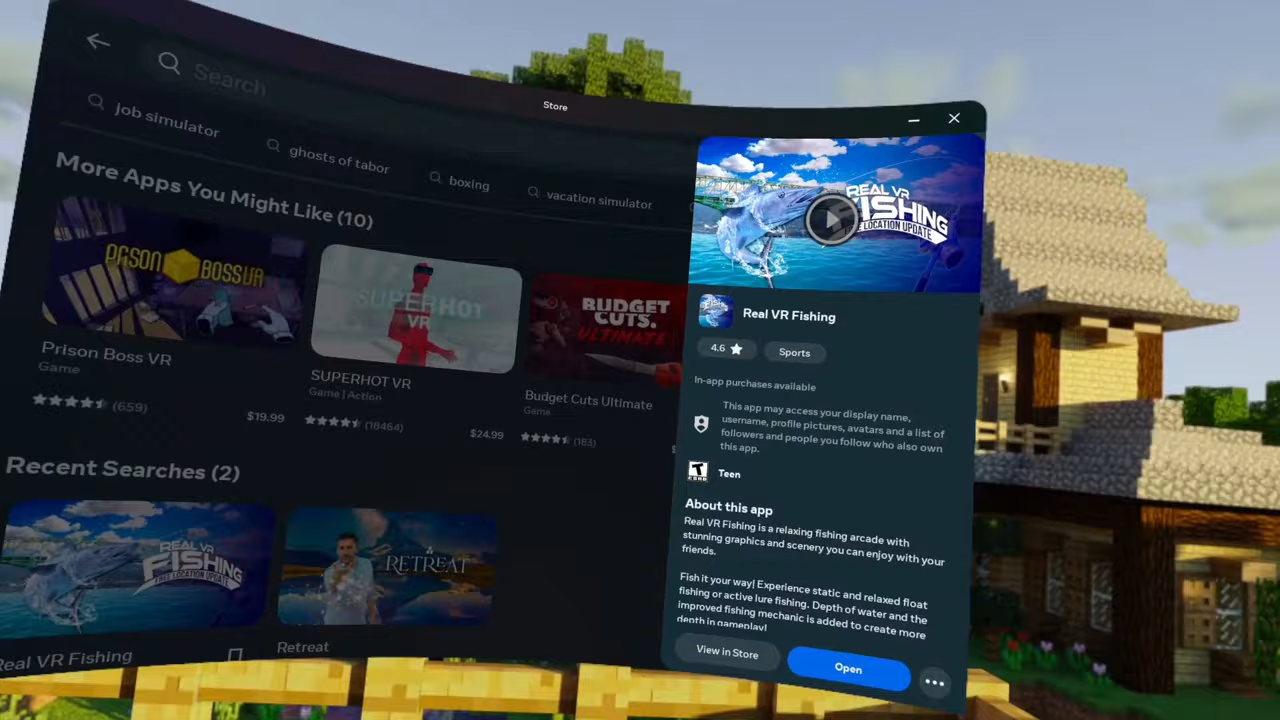 Store
Search
job simulator
ghosts of tabor
boxing
vacation simulator
More Apps You Might Like (10)
PRISON BOSS VR
SUPERHOT
VR
BUDGET
CUTS.
ULTIMATE
Prison Boss VR
Game
(659)
$19.99
SUPERHOT VR
Game | Action
(18464)
$24.99
Budget Cuts Ultimate
Game
(183)
Recent Searches (2)
REAL VR
FISHING
FREE LOCATION UPDATE
RETREAT
Real VR Fishing
Retreat
REAL VR
FISHING
FREE LOCATION UPDATE
Real VR Fishing
4.6
Sports
In-app purchases available
This app may access your display name,
username, profile pictures, avatars and a list of
followers and people you follow who also own
this app.
T
ESRB
Teen
About this app
Real VR Fishing is a relaxing fishing arcade with
stunning graphics and scenery you can enjoy with your
friends.
Fish it your way! Experience static and relaxed float
fishing or active lure fishing. Depth of water and the
improved fishing mechanic is added to create more
depth in gameplay!
View in Store
Open